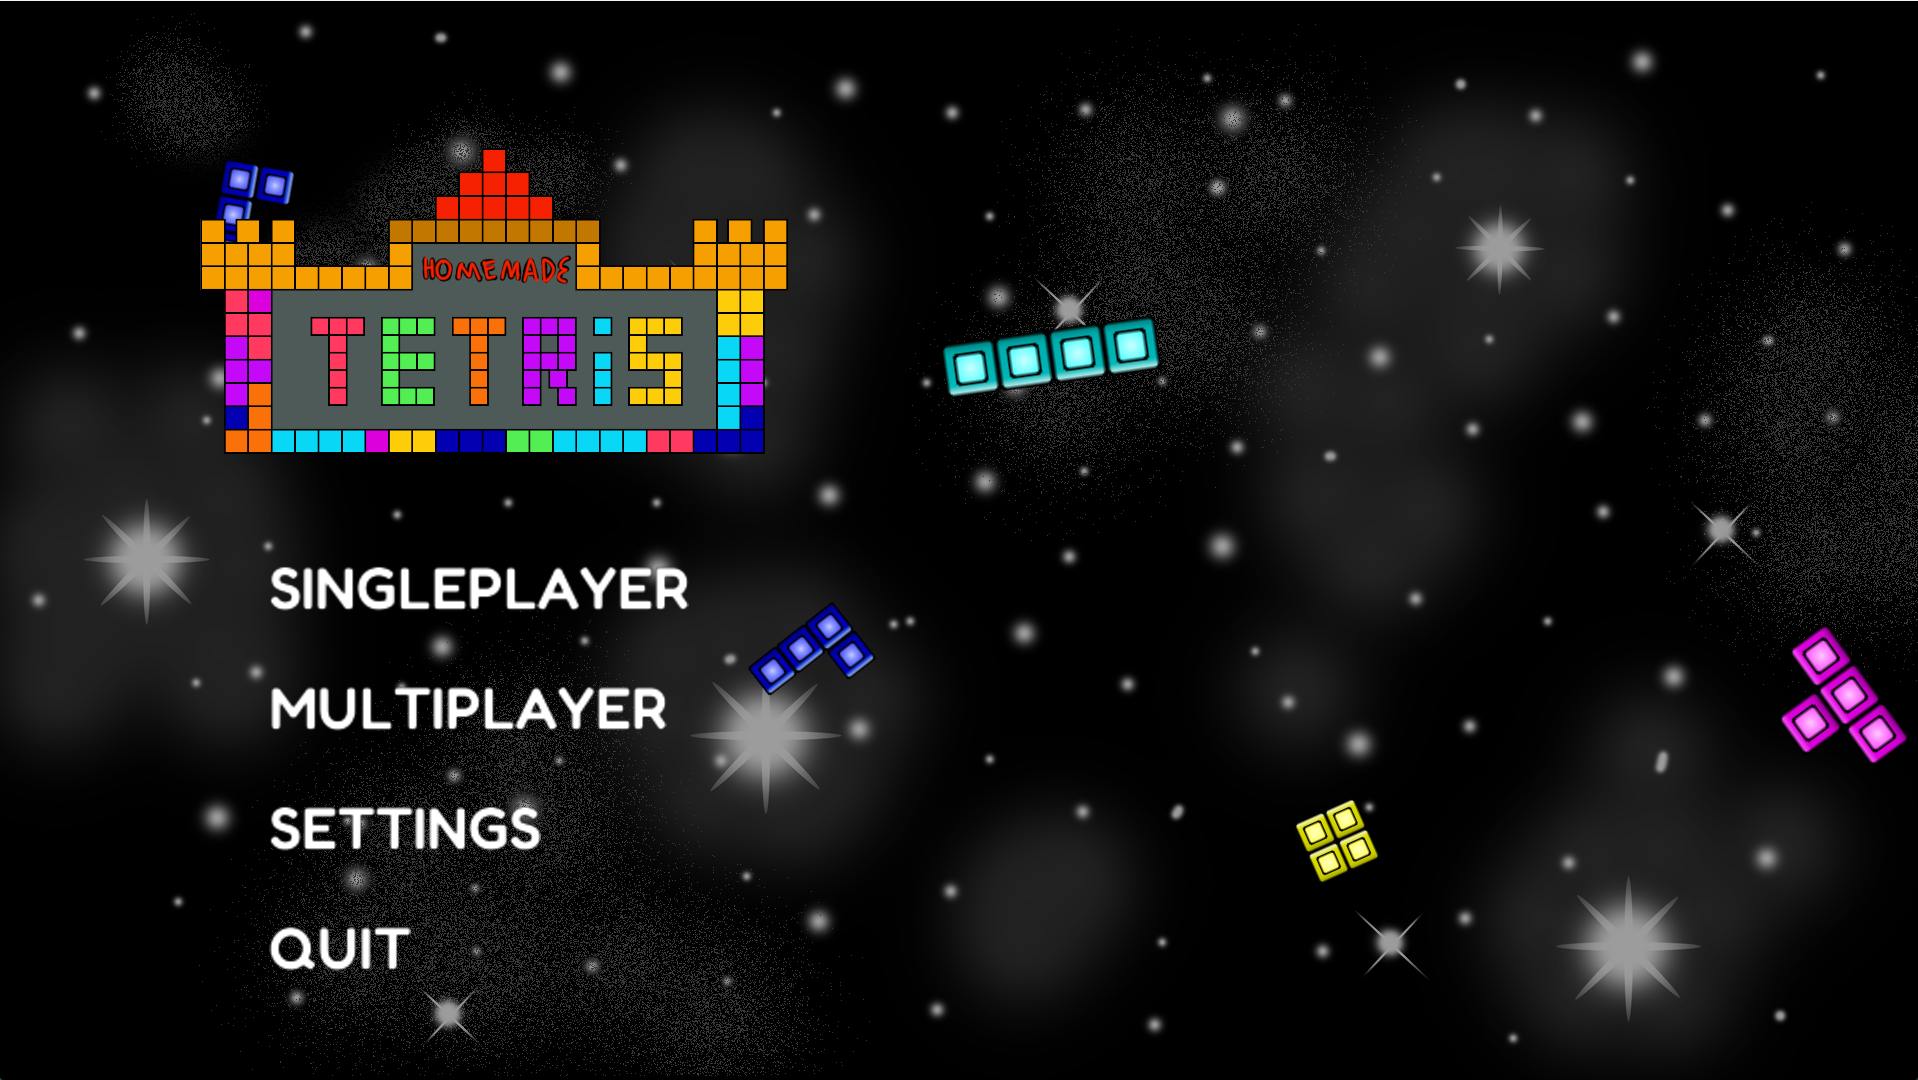 HOMEMADE
TETRiS
SINGLEPLAYER
MULTIPLAYER
SETTINGS
QUIT